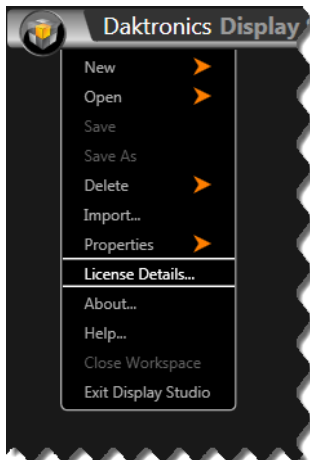 Daktronics Display
New
Open
Save
Save As
Delete
Import...
Properties
License Details...
About...
Help...
Close Workspace
Exit Display Studio